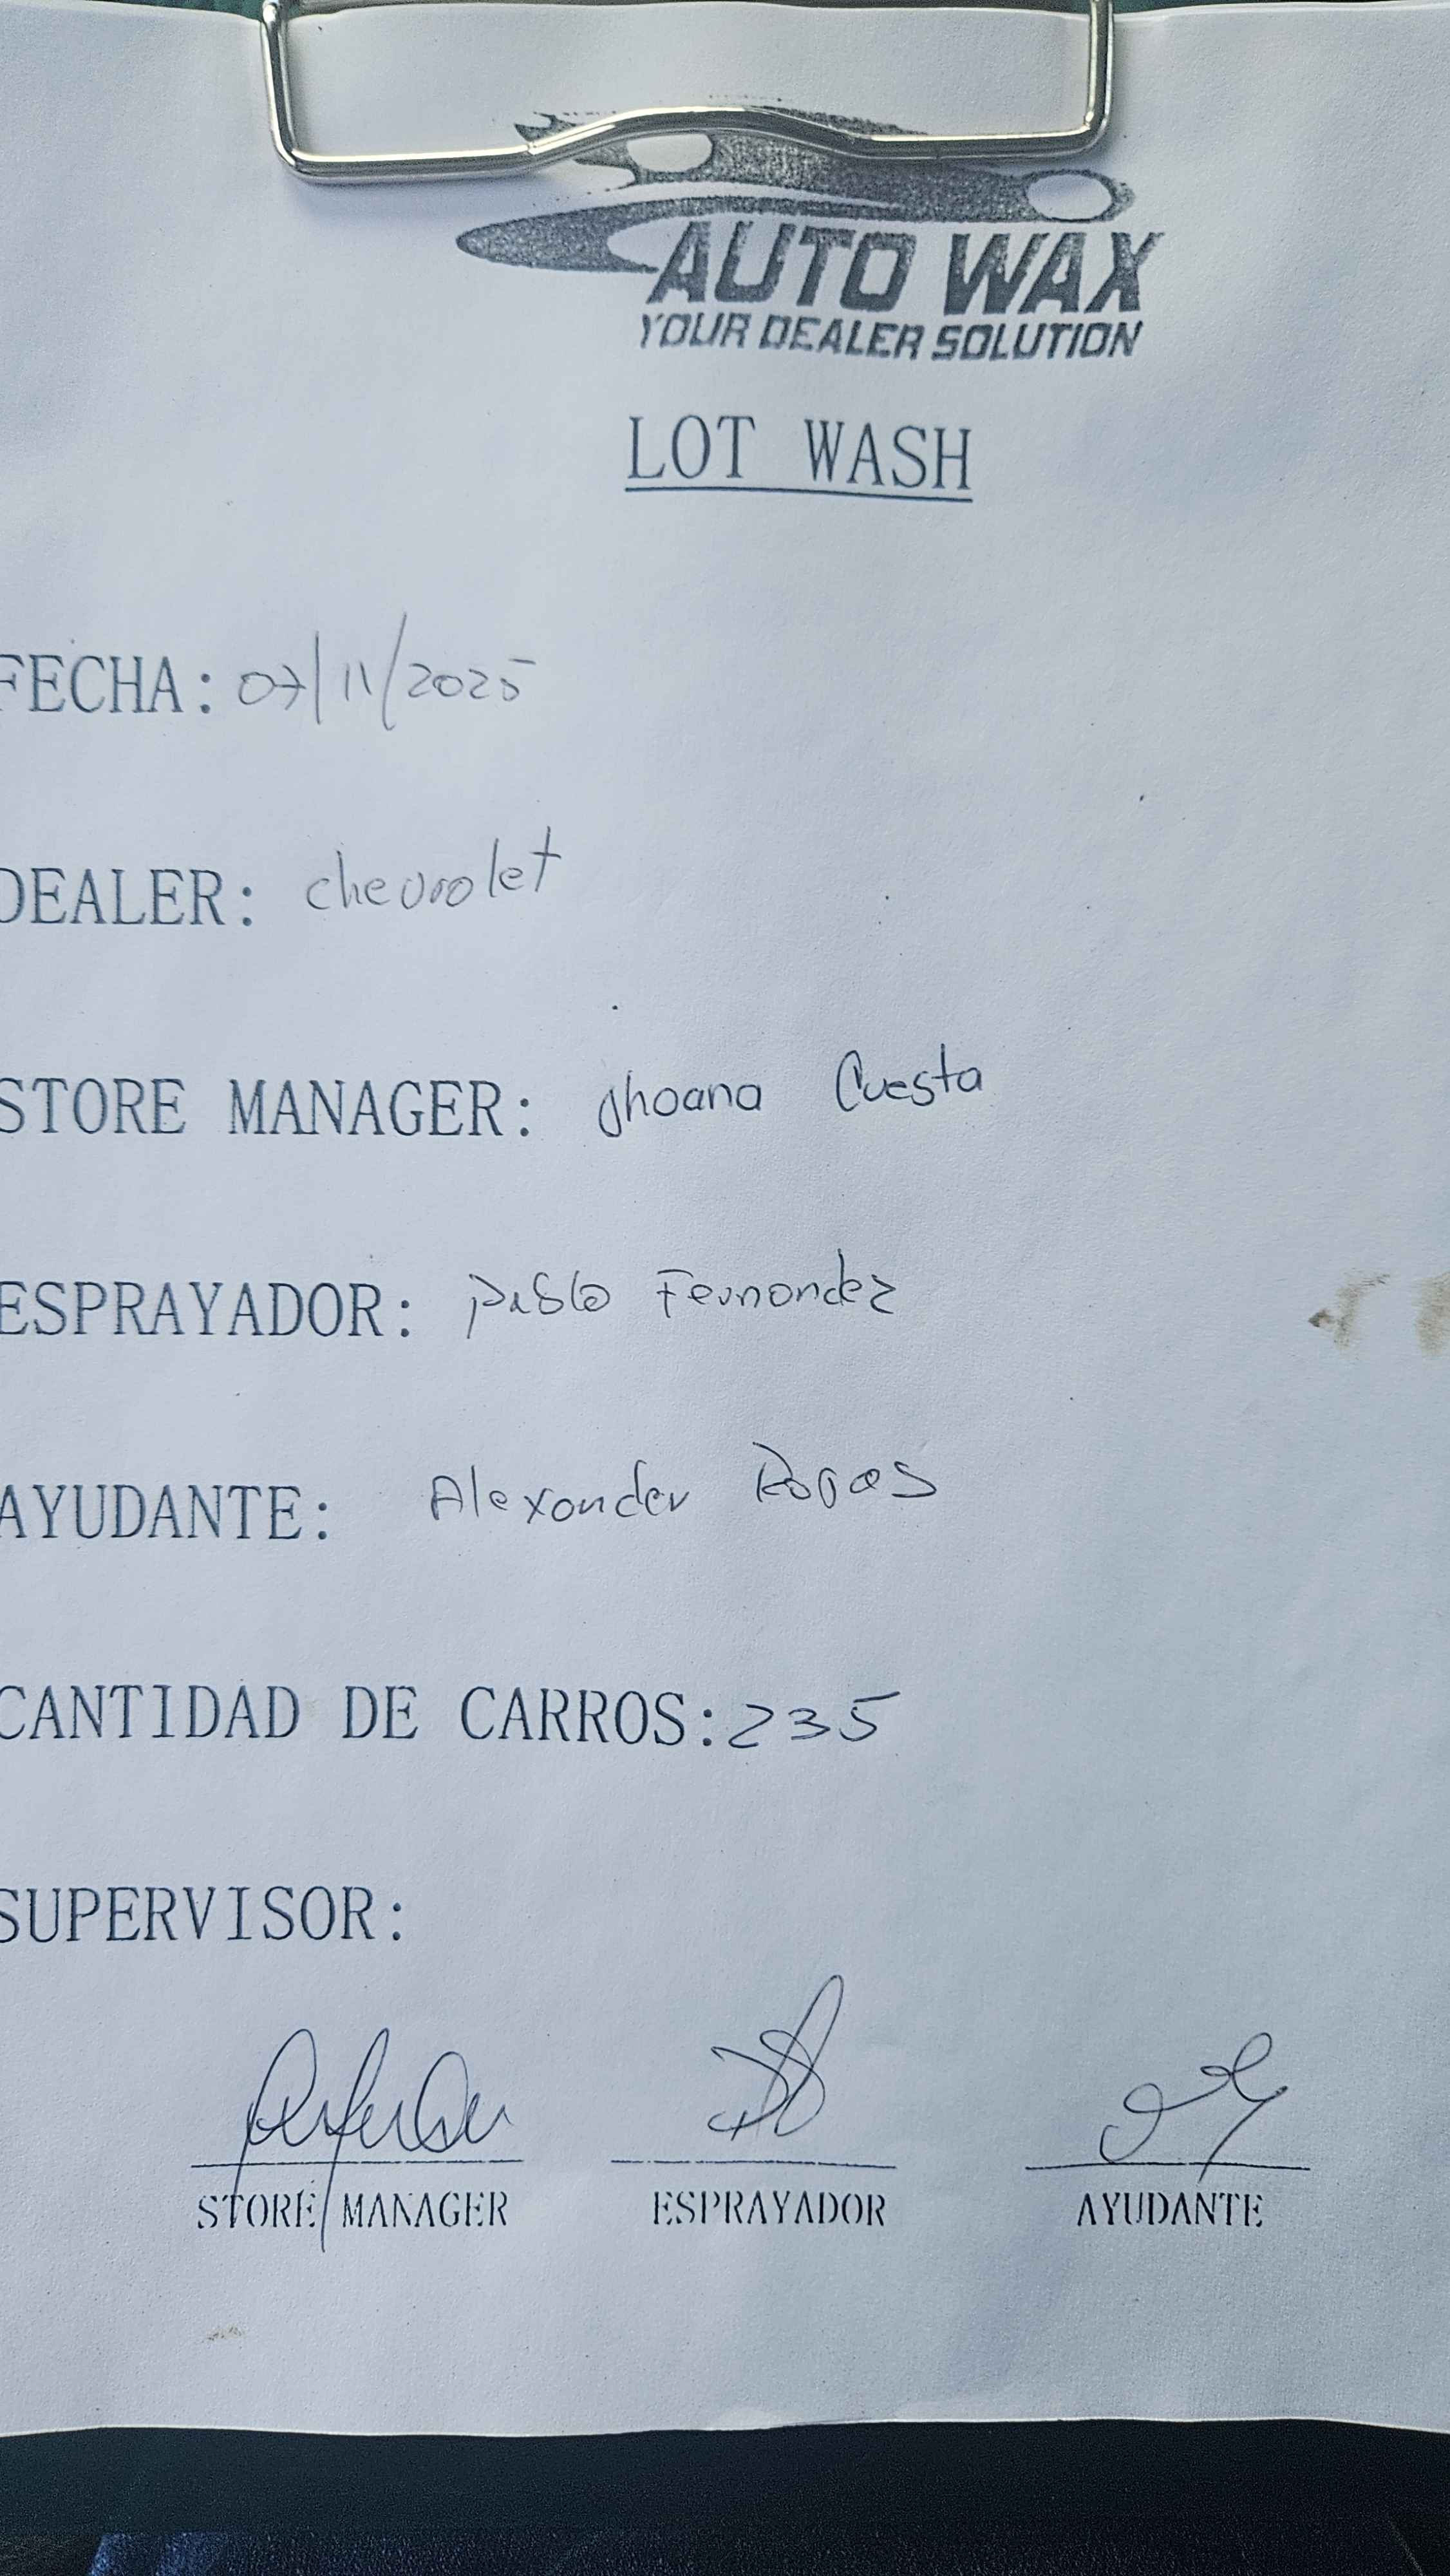 AUTO WAX
YOUR DEALER SOLUTION
LOT WASH
FECHA: 07/11/2025
DEALER: chevrolet
STORE MANAGER: Jhoana Cuesta
ESPRAYADOR: pablo Fernandez
AYUDANTE: Alexander Rojas
CANTIDAD DE CARROS: 235
SUPERVISOR:
STORE MANAGER ESPRAYADOR AYUDANTE